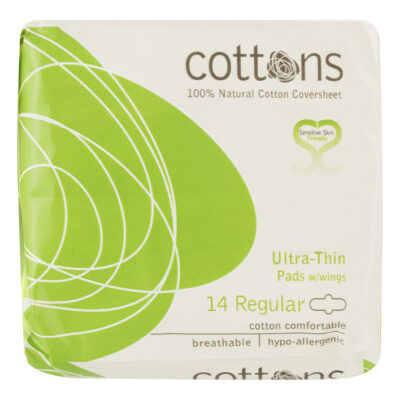 cottons
100% Natural Cotton Coversheet
Sensitive Skin
Friendly
Ultra-Thin
Pads w/wings
14 Regular
cotton comfortable
breathable | hypo-allergenic
cottons